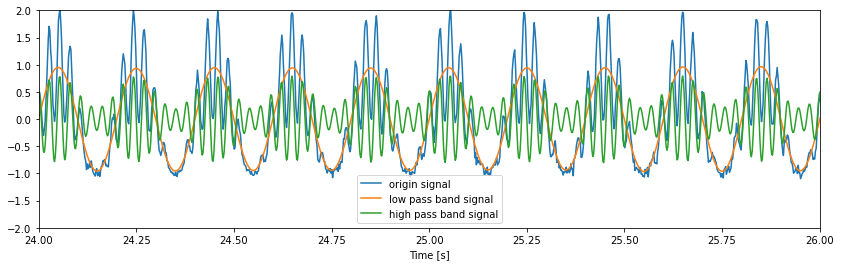 2.0
1.5
1.0
0.5
0.0
−0.5
−1.0
−1.5
−2.0
origin signal
low pass band signal
high pass band signal
24.00 24.25 24.50 24.75 25.00 25.25 25.50 25.75 26.00
Time [s]